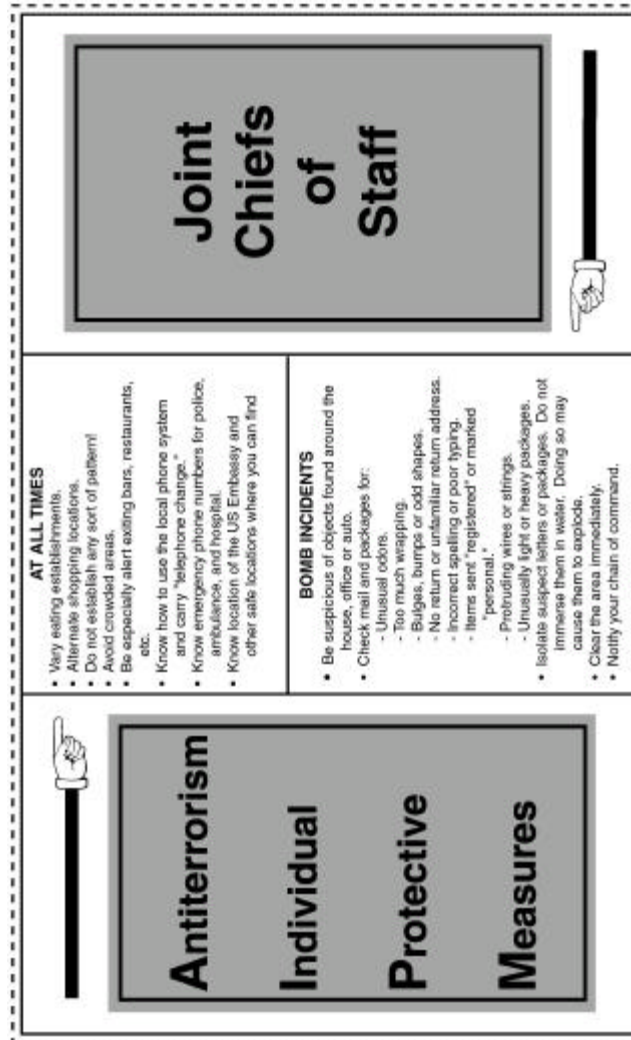 Antiterrorism
Individual
Protective
Measures
AT ALL TIMES
• Vary eating establishments.
• Alternate shopping locations.
• Do not establish any sort of pattern!
• Avoid crowded areas.
• Be especially alert exiting bars, restaurants,
etc.
• Know how to use the local phone system
and carry "telephone change."
• Know emergency phone numbers for police,
ambulance, and hospital.
• Know location of the US Embassy and
other safe locations where you can find
BOMB INCIDENTS
• Be suspicious of objects found around the
house, office or auto.
• Check mail and packages for:
- Unusual odors.
- Too much wrapping.
- Bulges, bumps or odd shapes.
- No return or unfamiliar return address.
- Incorrect spelling or poor typing.
- Items sent "registered" or marked
"personal."
- Protruding wires or strings.
- Unusually light or heavy packages.
• Isolate suspect letters or packages. Do not
immerse them in water. Doing so may
cause them to explode.
• Clear the area immediately.
• Notify your chain of command.
Joint
Chiefs
of
Staff